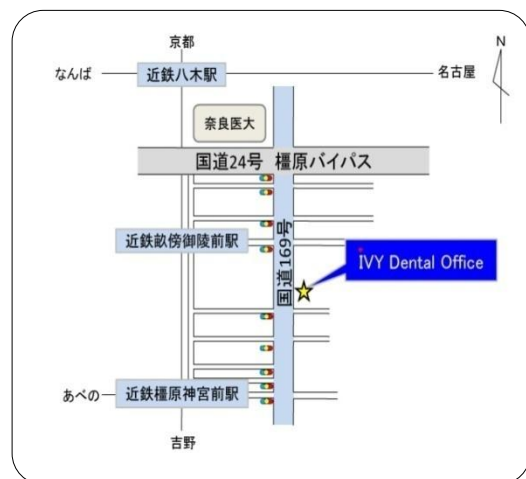 京都
N
なんば
近鉄八木駅
名古屋
奈良医大
国道24号 橿原バイパス
近鉄畝傍御陵前駅
国道169号
IVY Dental Office
あべの
近鉄橿原神宮前駅
吉野